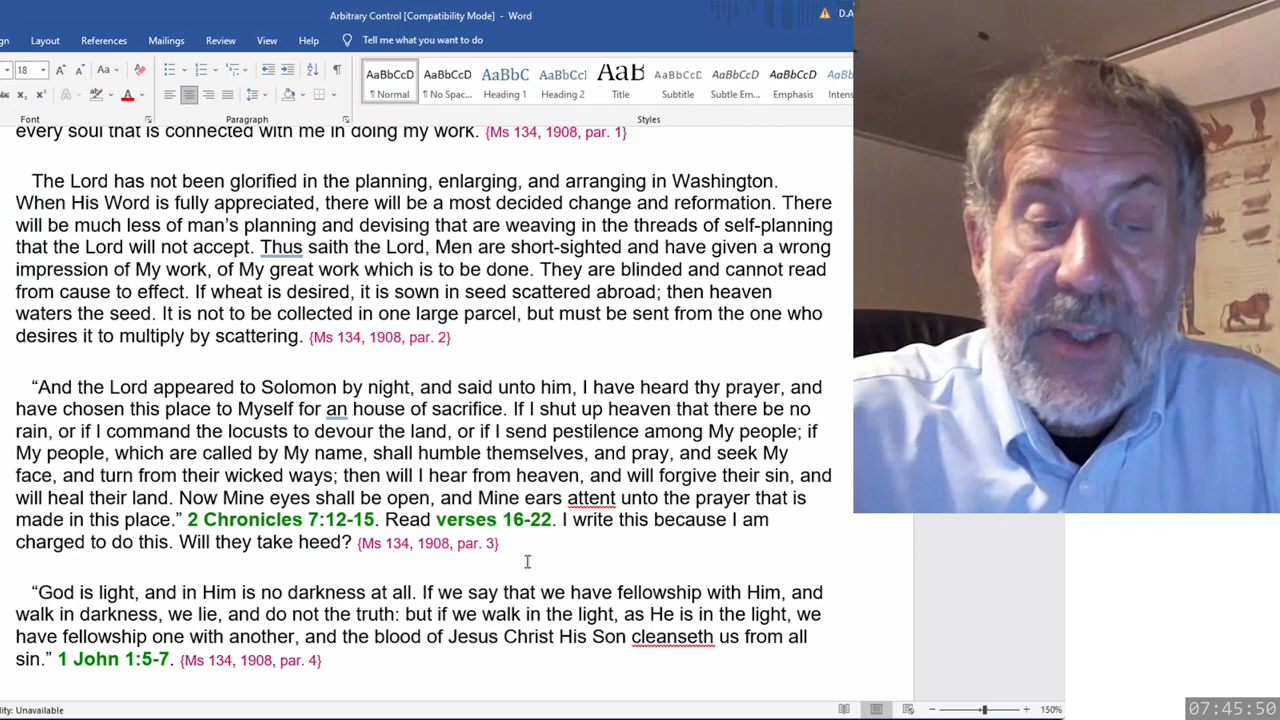 Arbitrary Control [Compatibility Mode] - Word
D.A
gn Layout References Mailings Review View Help Tell me what you want to do
18 Aa
AaBbCcD AaBbCcD AaBbC AaBbCcl AaB AaBbCcD AaBbCcD AaBbCcD AaBb
abc x₂ x² A A
¶ Normal ¶ No Spac... Heading 1 Heading 2 Title Subtitle Subtle Em... Emphasis Intens
Font Paragraph Styles
every soul that is connected with me in doing my work. {Ms 134, 1908, par. 1}
The Lord has not been glorified in the planning, enlarging, and arranging in Washington.
When His Word is fully appreciated, there will be a most decided change and reformation. There
will be much less of man’s planning and devising that are weaving in the threads of self-planning
that the Lord will not accept. Thus saith the Lord, Men are short-sighted and have given a wrong
impression of My work, of My great work which is to be done. They are blinded and cannot read
from cause to effect. If wheat is desired, it is sown in seed scattered abroad; then heaven
waters the seed. It is not to be collected in one large parcel, but must be sent from the one who
desires it to multiply by scattering. {Ms 134, 1908, par. 2}
“And the Lord appeared to Solomon by night, and said unto him, I have heard thy prayer, and
have chosen this place to Myself for an house of sacrifice. If I shut up heaven that there be no
rain, or if I command the locusts to devour the land, or if I send pestilence among My people; if
My people, which are called by My name, shall humble themselves, and pray, and seek My
face, and turn from their wicked ways; then will I hear from heaven, and will forgive their sin, and
will heal their land. Now Mine eyes shall be open, and Mine ears attent unto the prayer that is
made in this place.” 2 Chronicles 7:12-15. Read verses 16-22. I write this because I am
charged to do this. Will they take heed? {Ms 134, 1908, par. 3}
“God is light, and in Him is no darkness at all. If we say that we have fellowship with Him, and
walk in darkness, we lie, and do not the truth: but if we walk in the light, as He is in the light, we
have fellowship one with another, and the blood of Jesus Christ His Son cleanseth us from all
sin.” 1 John 1:5-7. {Ms 134, 1908, par. 4}
lity: Unavailable
150%
07:45:50